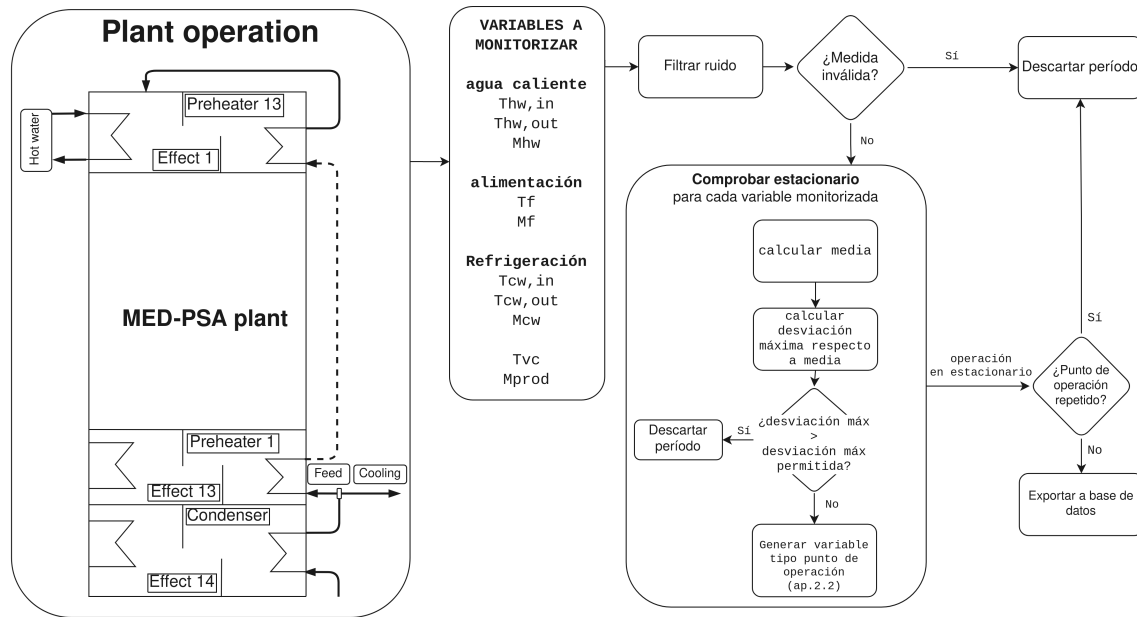 Plant operation
Preheater 13
Hot water
Effect 1
MED-PSA plant
Preheater 1
Feed
Cooling
Effect 13
Condenser
Effect 14
VARIABLES A
MONITORIZAR
agua caliente
Thw,in
Thw,out
Mhw
alimentación
Tf
Mf
Refrigeración
Tcw,in
Tcw,out
Mcw
Tvc
Mprod
Filtrar ruido
¿Medida
inválida?
Sí
Descartar período
No
Comprobar estacionario
para cada variable monitorizada
calcular media
calcular
desviación
máxima respecto
a media
¿desviación máx
>
desviación máx
permitida?
Sí
Descartar
período
No
Generar variable
tipo punto de
operación
(ap.2.2)
operación
en estacionario
¿Punto de
operación
repetido?
Sí
No
Exportar a base de
datos